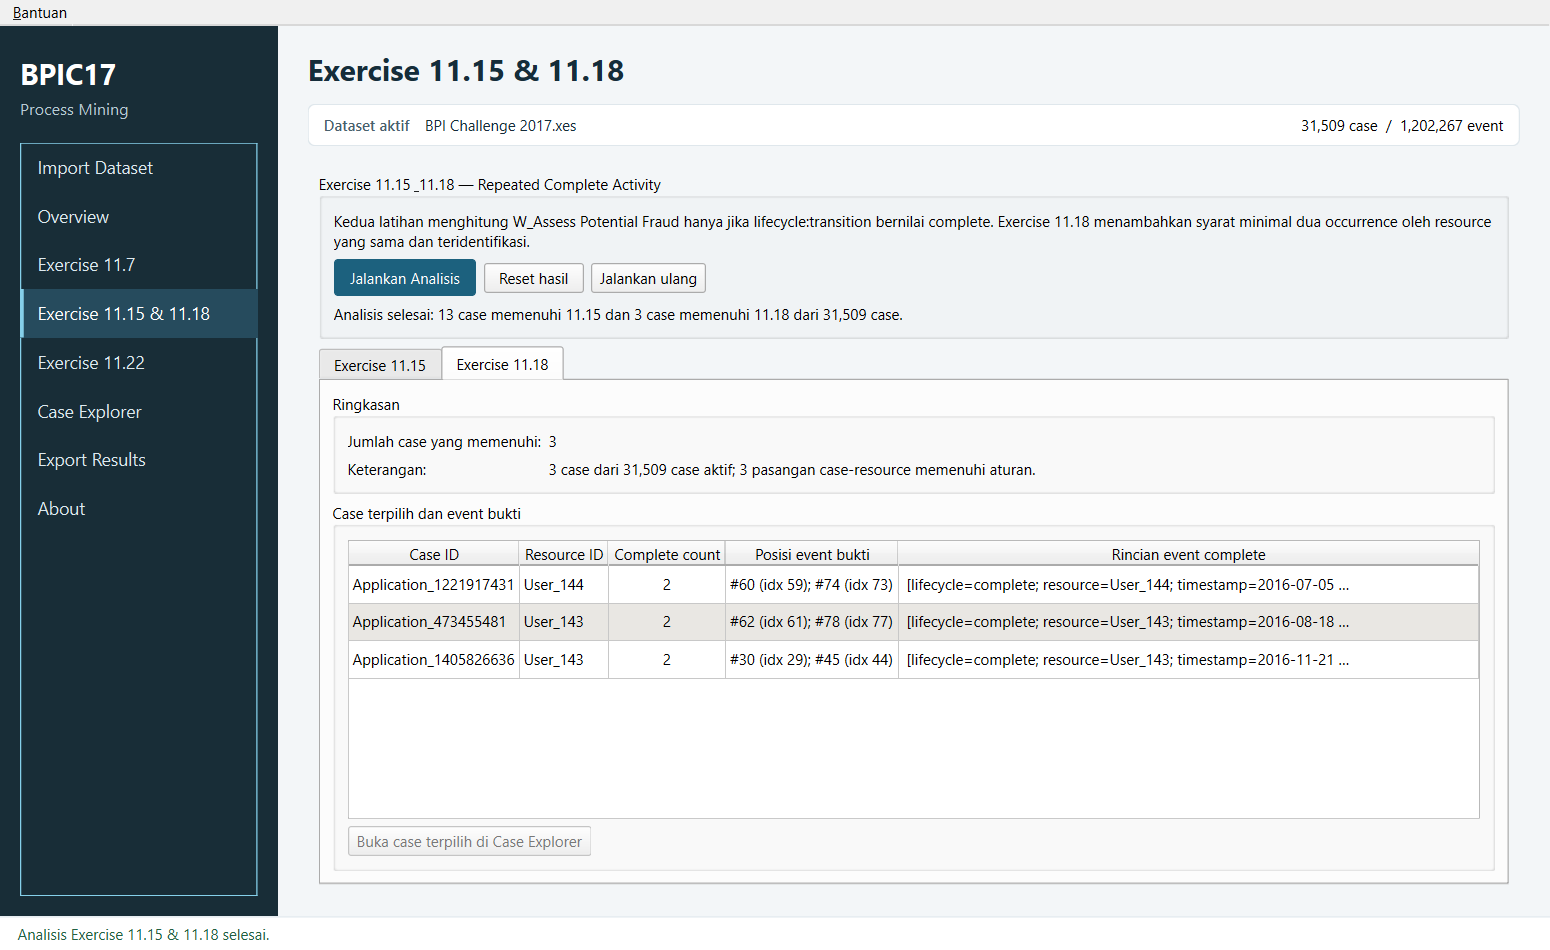 Bantuan
BPIC17
Process Mining
Import Dataset
Overview
Exercise 11.7
Exercise 11.15 & 11.18
Exercise 11.22
Case Explorer
Export Results
About
Exercise 11.15 & 11.18
Dataset aktif BPI Challenge 2017.xes 31,509 case / 1,202,267 event
Exercise 11.15 _11.18 — Repeated Complete Activity
Kedua latihan menghitung W_Assess Potential Fraud hanya jika lifecycle:transition bernilai complete. Exercise 11.18 menambahkan syarat minimal dua occurrence oleh resource
yang sama dan teridentifikasi.
Jalankan Analisis Reset hasil Jalankan ulang
Analisis selesai: 13 case memenuhi 11.15 dan 3 case memenuhi 11.18 dari 31,509 case.
Exercise 11.15 Exercise 11.18
Ringkasan
Jumlah case yang memenuhi: 3
Keterangan: 3 case dari 31,509 case aktif; 3 pasangan case-resource memenuhi aturan.
Case terpilih dan event bukti
Case ID Resource ID Complete count Posisi event bukti Rincian event complete
Application_1221917431 User_144 2 #60 (idx 59); #74 (idx 73) [lifecycle=complete; resource=User_144; timestamp=2016-07-05 ...
Application_473455481 User_143 2 #62 (idx 61); #78 (idx 77) [lifecycle=complete; resource=User_143; timestamp=2016-08-18 ...
Application_1405826636 User_143 2 #30 (idx 29); #45 (idx 44) [lifecycle=complete; resource=User_143; timestamp=2016-11-21 ...
Buka case terpilih di Case Explorer
Analisis Exercise 11.15 & 11.18 selesai.